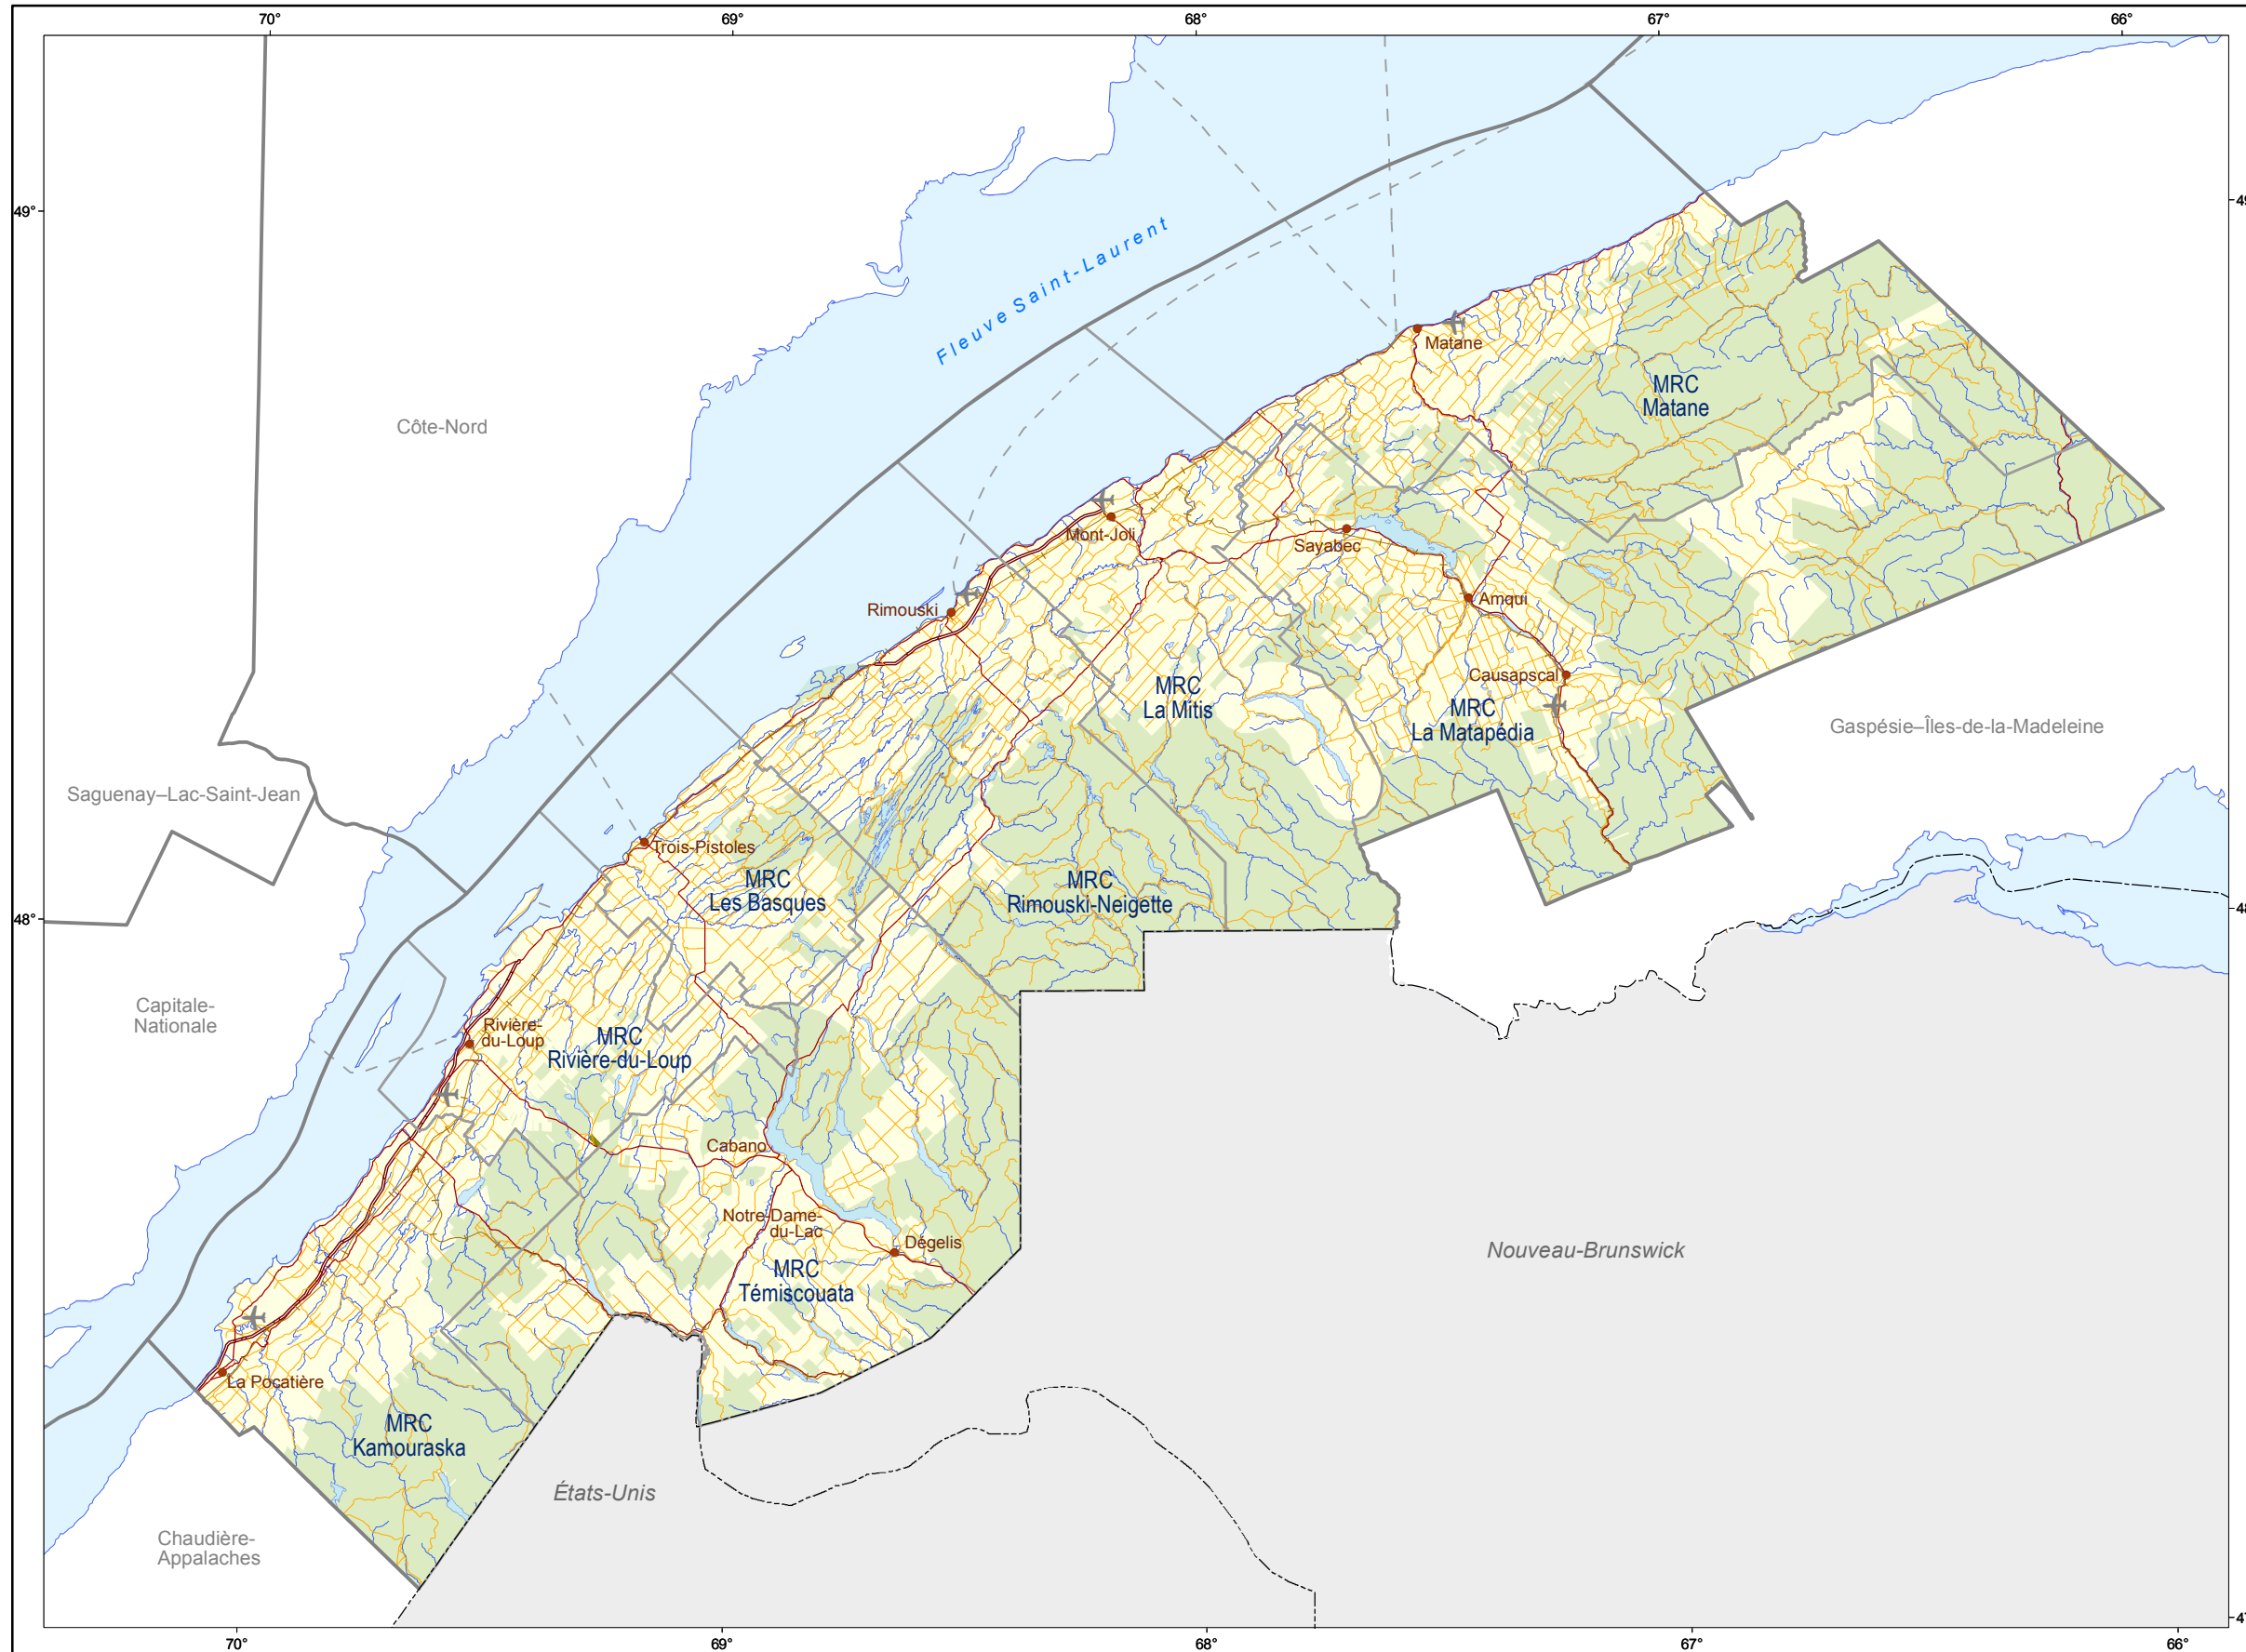 70°
69°
68°
67°
66°
49°
Fleuve Saint-Laurent
Matane
MRC
Matane
Côte-Nord
Mont-Joli
Sayabec
Rimouski
Amqui
Causapscal
MRC
La Mitis
MRC
La Matapédia
Gaspésie–Îles-de-la-Madeleine
Saguenay–Lac-Saint-Jean
Trois-Pistoles
MRC
Les Basques
MRC
Rimouski-Neigette
48°
Capitale-
Nationale
Rivière-
du-Loup
MRC
Rivière-du-Loup
Cabano
Notre-Dame-
du-Lac
Dégelis
Nouveau-Brunswick
MRC
Témiscouata
La Pocatière
MRC
Kamouraska
États-Unis
Chaudière-
Appalaches
70°
69°
68°
67°
66°